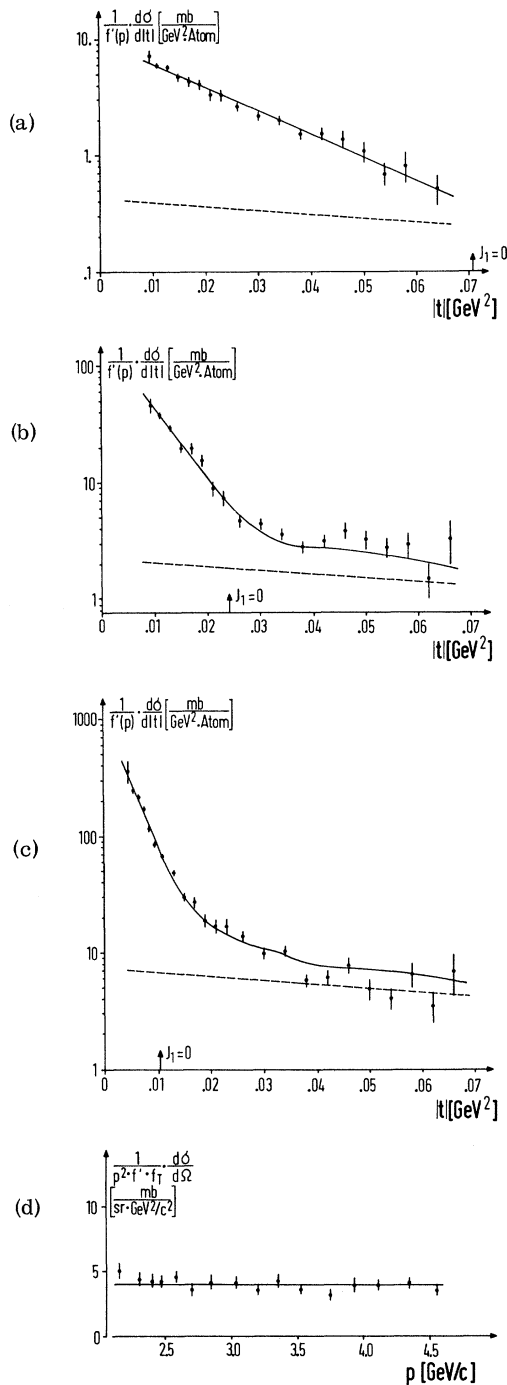 (a)
1/f'(p) · dσ/d|t| [mb/GeV²·Atom]
10.
1.
.1
J₁=0
0 .01 .02 .03 .04 .05 .06 .07
|t|[GeV²]
(b)
1/f'(p) · dσ/d|t| [mb/GeV²·Atom]
100
10
1
J₁=0
0 .01 .02 .03 .04 .05 .06 .07
|t|[GeV²]
(c)
1/f'(p) · dσ/d|t| [mb/GeV²·Atom]
1000
100
10
1
J₁=0
0 .01 .02 .03 .04 .05 .06 .07
|t|[GeV²]
(d)
1/p²·f'·f_T · dσ/dΩ
[mb/sr·GeV²/c²]
10
5
0
2.5 3.0 3.5 4.0 4.5
p [GeV/c]